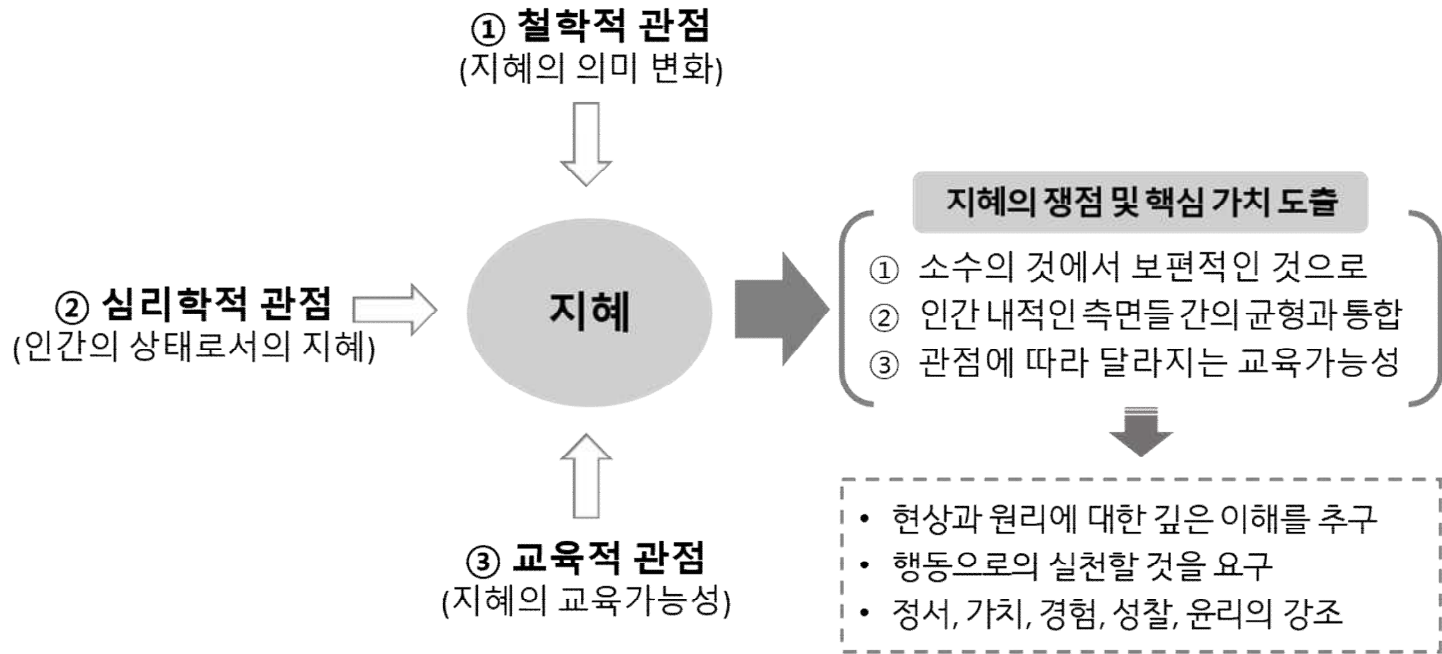 ① 철학적 관점
(지혜의 의미 변화)
② 심리학적 관점
(인간의 상태로서의 지혜)
지혜
③ 교육적 관점
(지혜의 교육가능성)
지혜의 쟁점 및 핵심 가치 도출
① 소수의 것에서 보편적인 것으로
② 인간 내적인 측면들 간의 균형과 통합
③ 관점에 따라 달라지는 교육가능성
• 현상과 원리에 대한 깊은 이해를 추구
• 행동으로의 실천할 것을 요구
• 정서, 가치, 경험, 성찰, 윤리의 강조